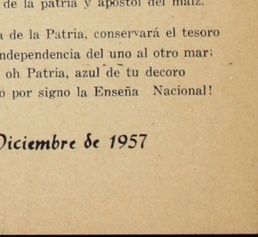 de la patria y apóstol del maíz.
a de la Patria, conservará el tesoro
independencia del uno al otro mar;
oh Patria, azul de tu decoro
o por signo la Enseña Nacional!
Diciembre de 1957